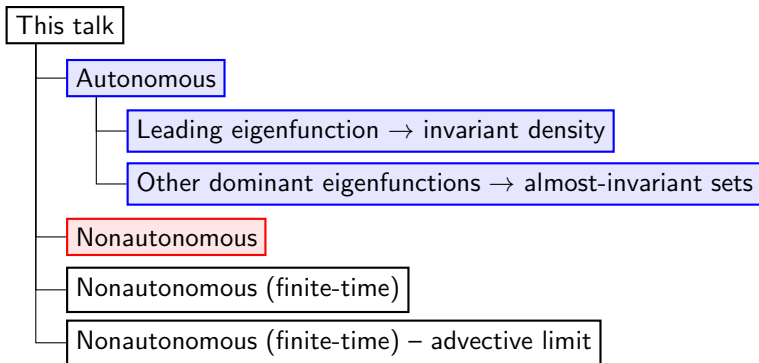 This talk
Autonomous
Leading eigenfunction → invariant density
Other dominant eigenfunctions → almost-invariant sets
Nonautonomous
Nonautonomous (finite-time)
Nonautonomous (finite-time) – advective limit